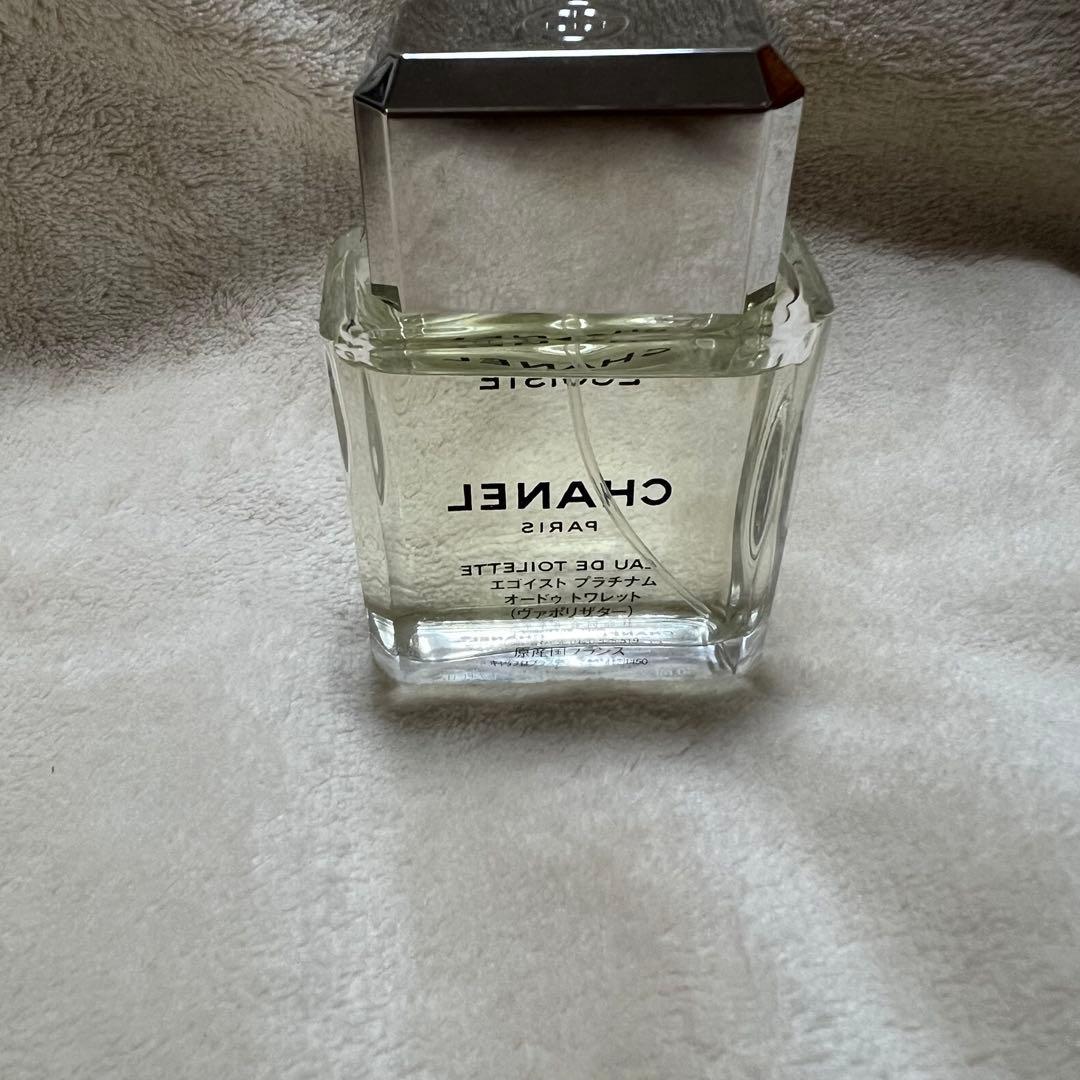 CHANEL
EGOISTE
CHANEL
PARIS
EAU DE TOILETTE
エゴイスト プラチナム
オードゥ トワレット
(ヴァポリザター)
原産国フランス